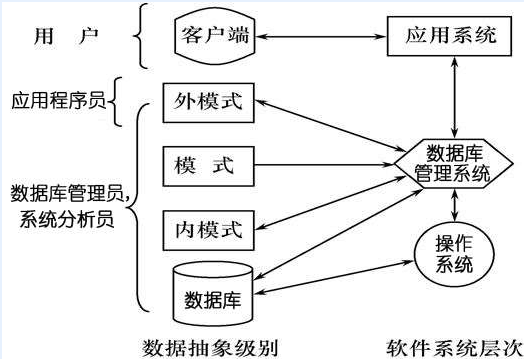 用 户
客户端
应用系统
应用程序员
外模式
模 式
数据库
管理系统
数据库管理员,
系统分析员
内模式
操作
系统
数据库
数据抽象级别
软件系统层次